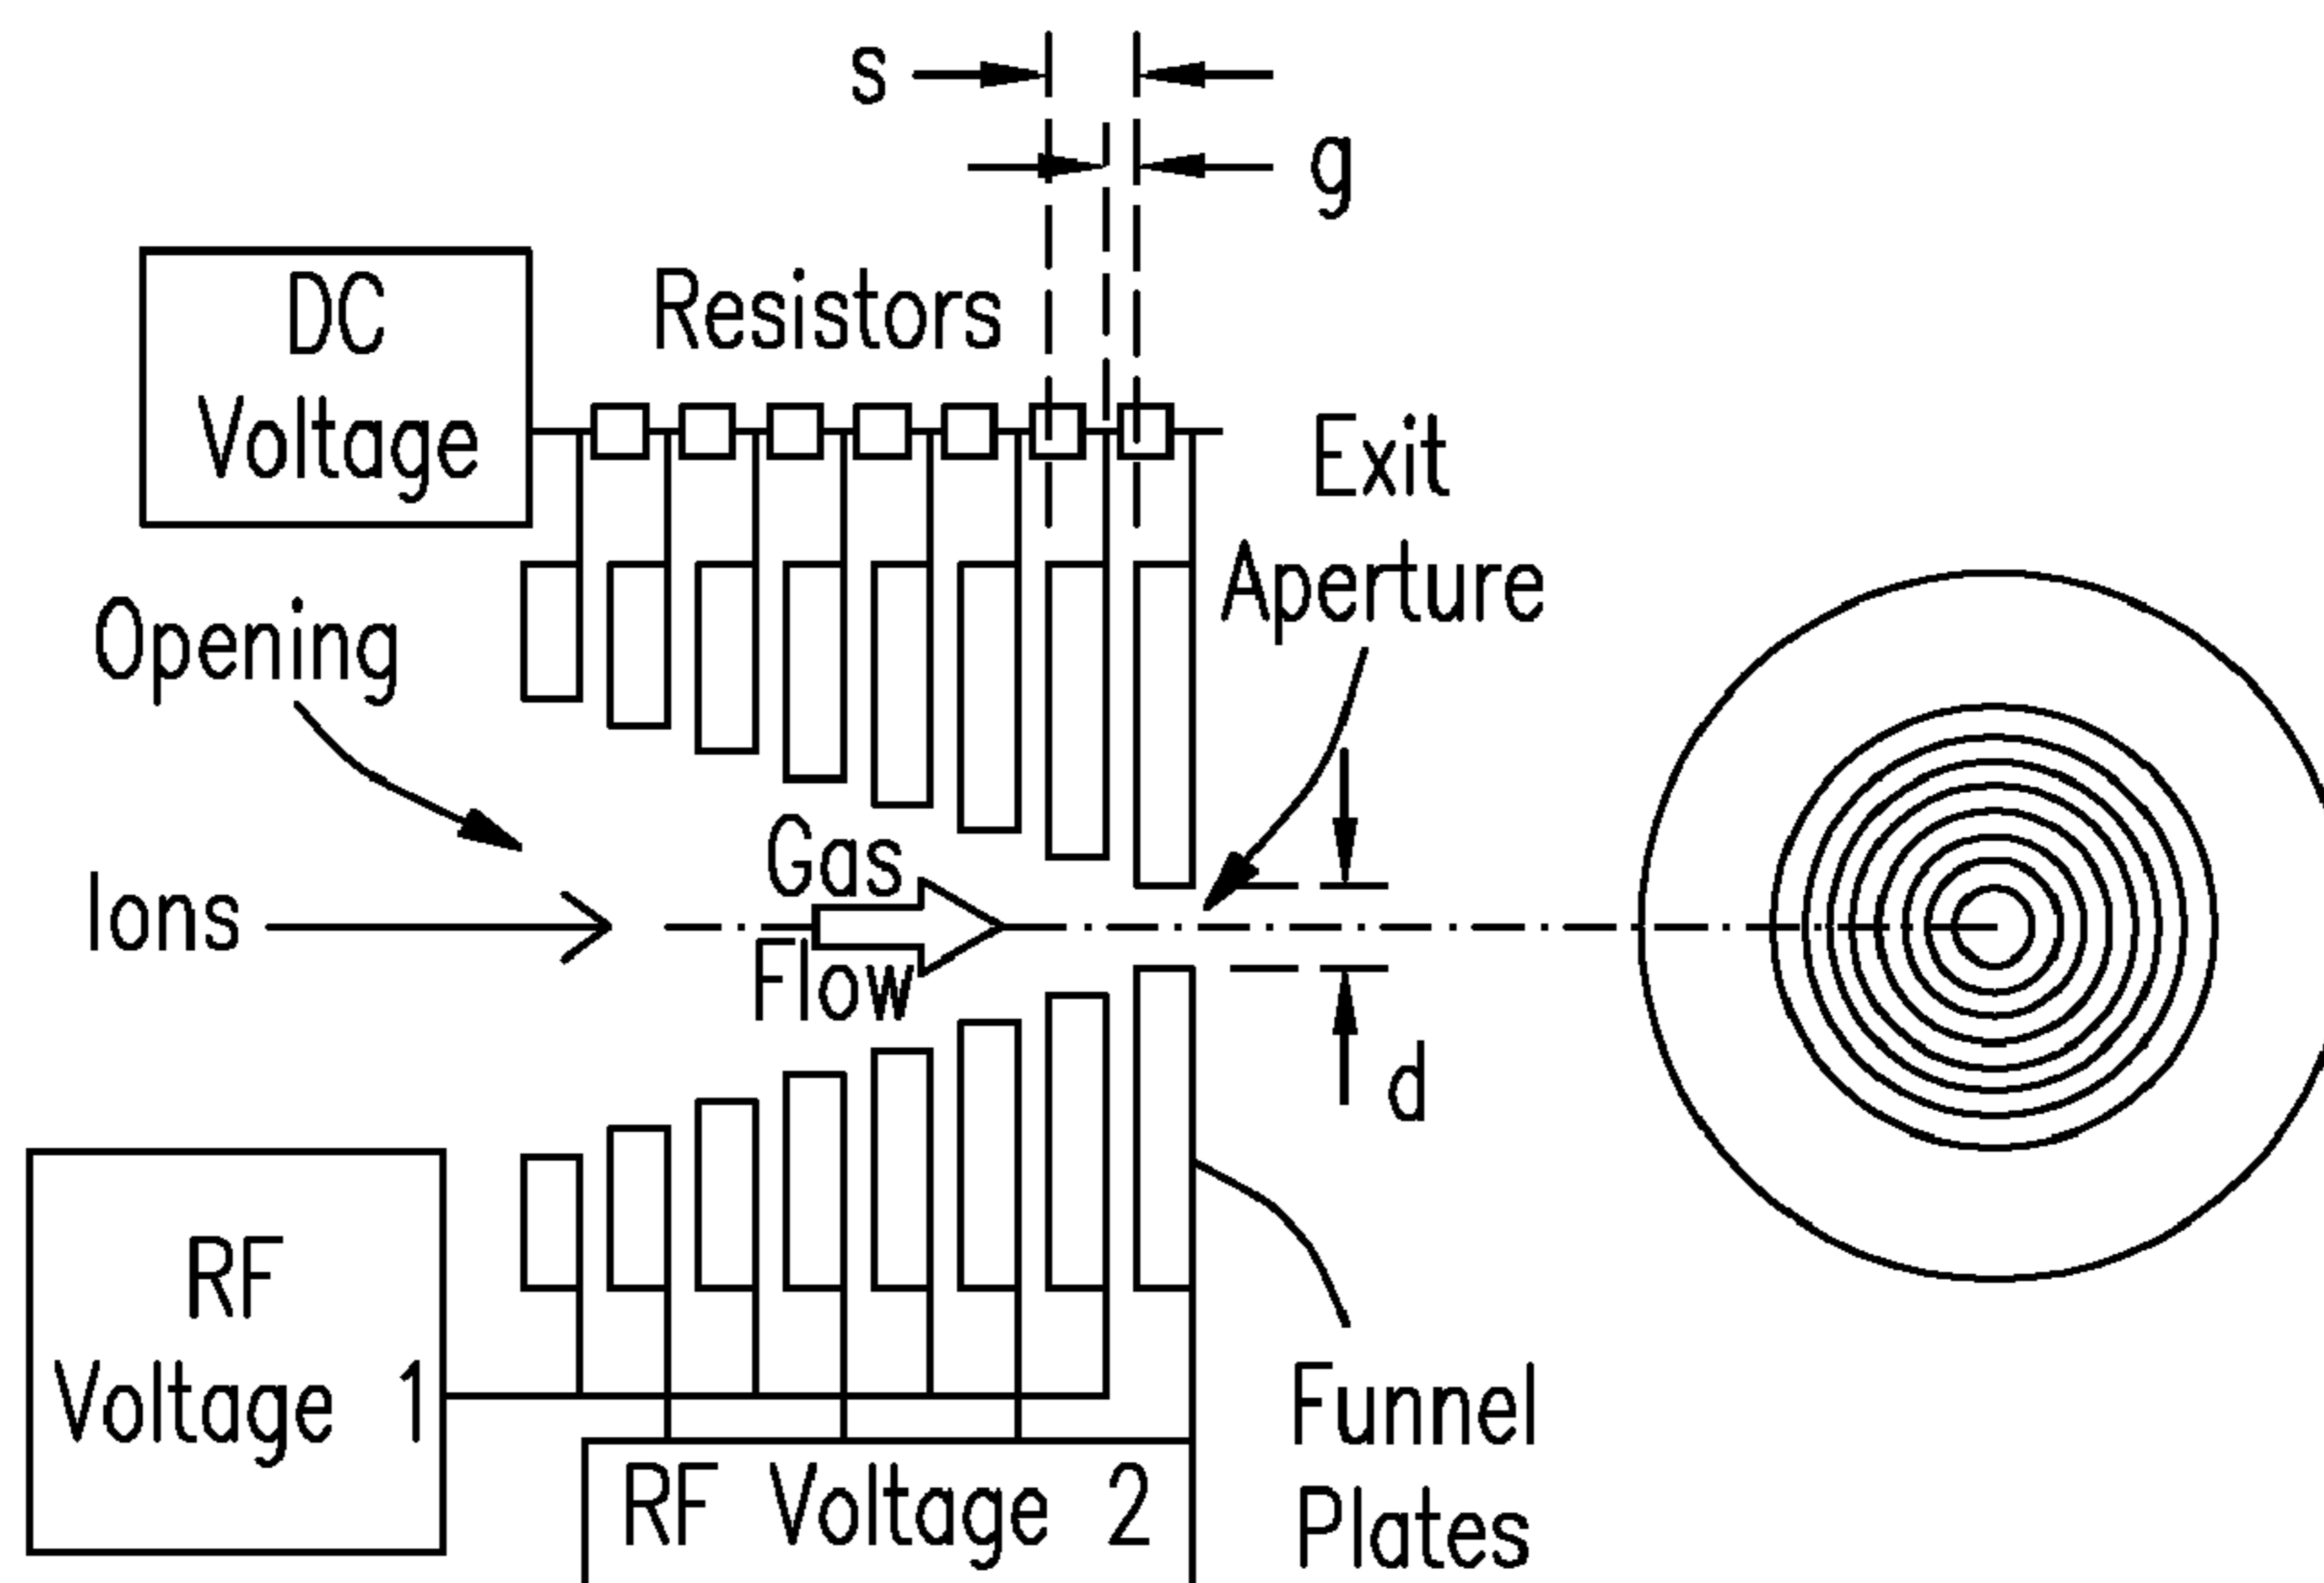 s
g
DC
Voltage
Resistors
Exit
Aperture
Opening
Gas
Ions
Flow
d
RF
Voltage 1
RF Voltage 2
Funnel
Plates